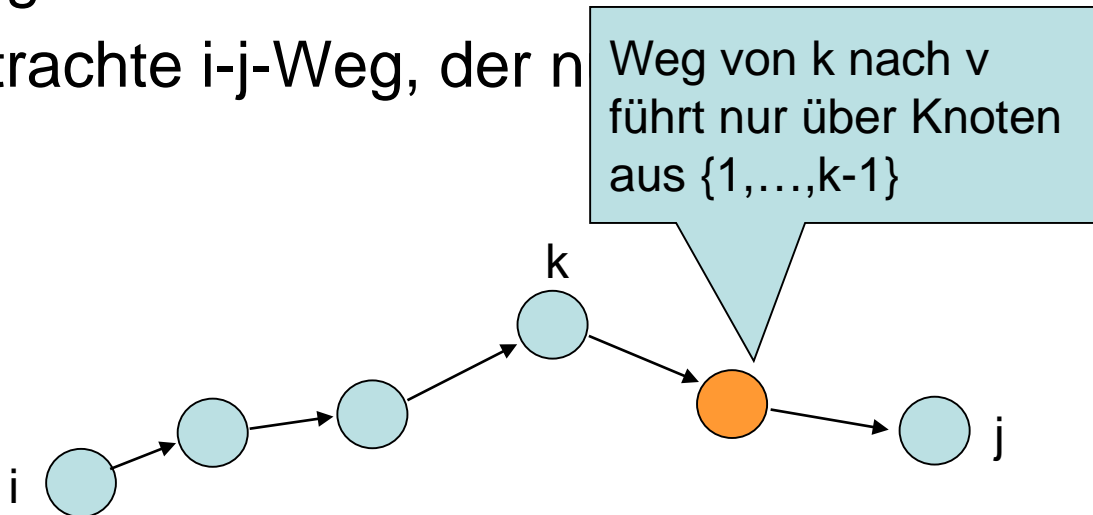 trachte i-j-Weg, der
Weg von k nach v
führt nur über Knoten
aus {1,…,k-1}
k
j
i